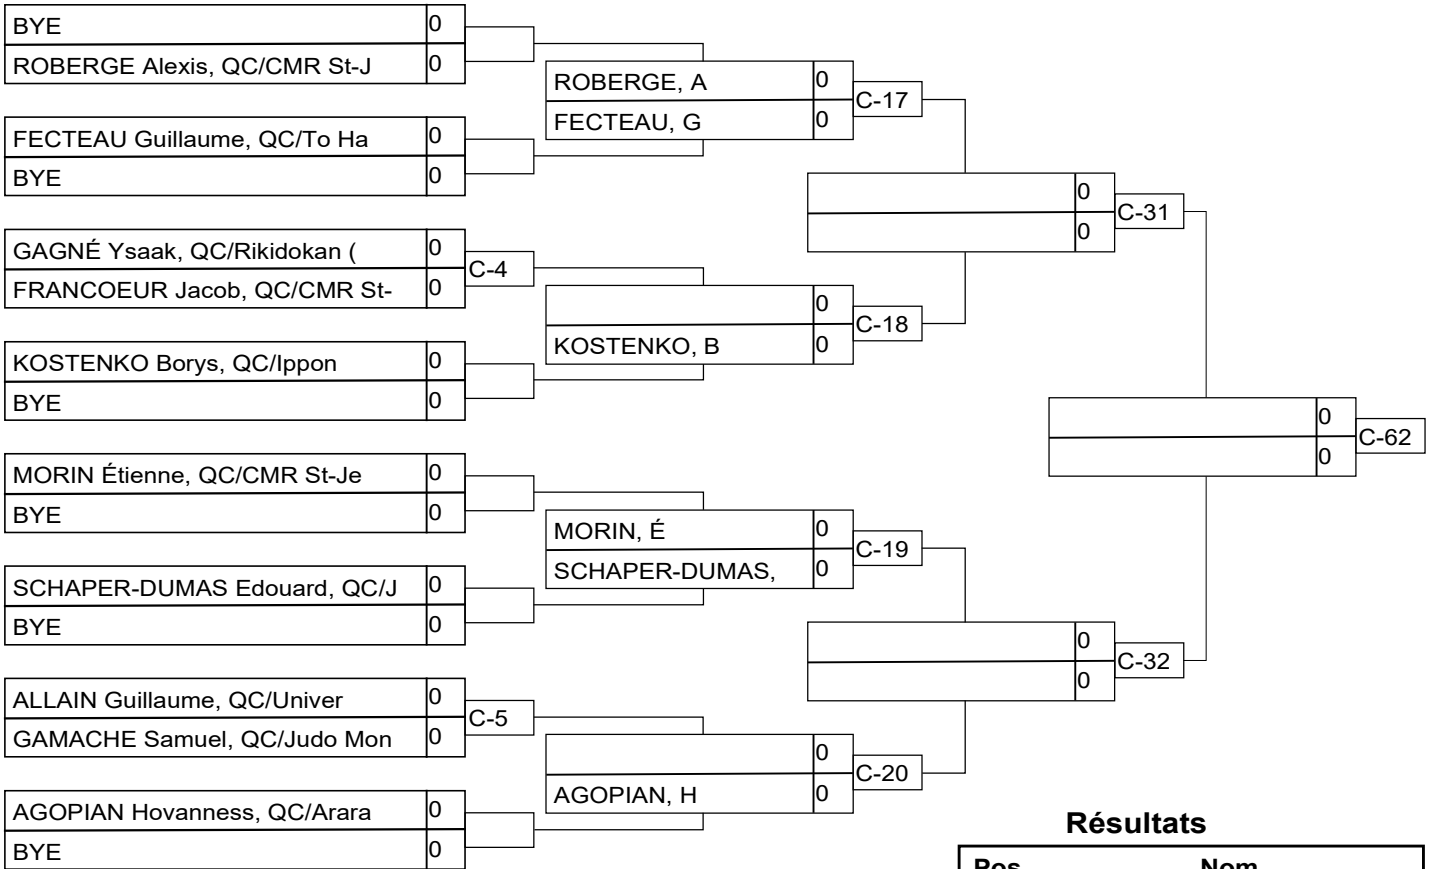 BYE 0
ROBERGE Alexis, QC/CMR St-J 0
FECTEAU Guillaume, QC/To Ha 0
BYE 0
GAGNÉ Ysaak, QC/Rikidokan ( 0
FRANCOEUR Jacob, QC/CMR St- 0
C-4
KOSTENKO Borys, QC/Ippon 0
BYE 0
MORIN Étienne, QC/CMR St-Je 0
BYE 0
SCHAPER-DUMAS Edouard, QC/J 0
BYE 0
ALLAIN Guillaume, QC/Univer 0
GAMACHE Samuel, QC/Judo Mon 0
C-5
AGOPIAN Hovanness, QC/Arara 0
BYE 0
ROBERGE, A 0
FECTEAU, G 0
C-17
0
KOSTENKO, B 0
C-18
MORIN, É 0
SCHAPER-DUMAS, 0
C-19
0
AGOPIAN, H 0
C-20
0
0
C-31
0
0
C-32
0
0
C-62
Résultats
Pos Nom